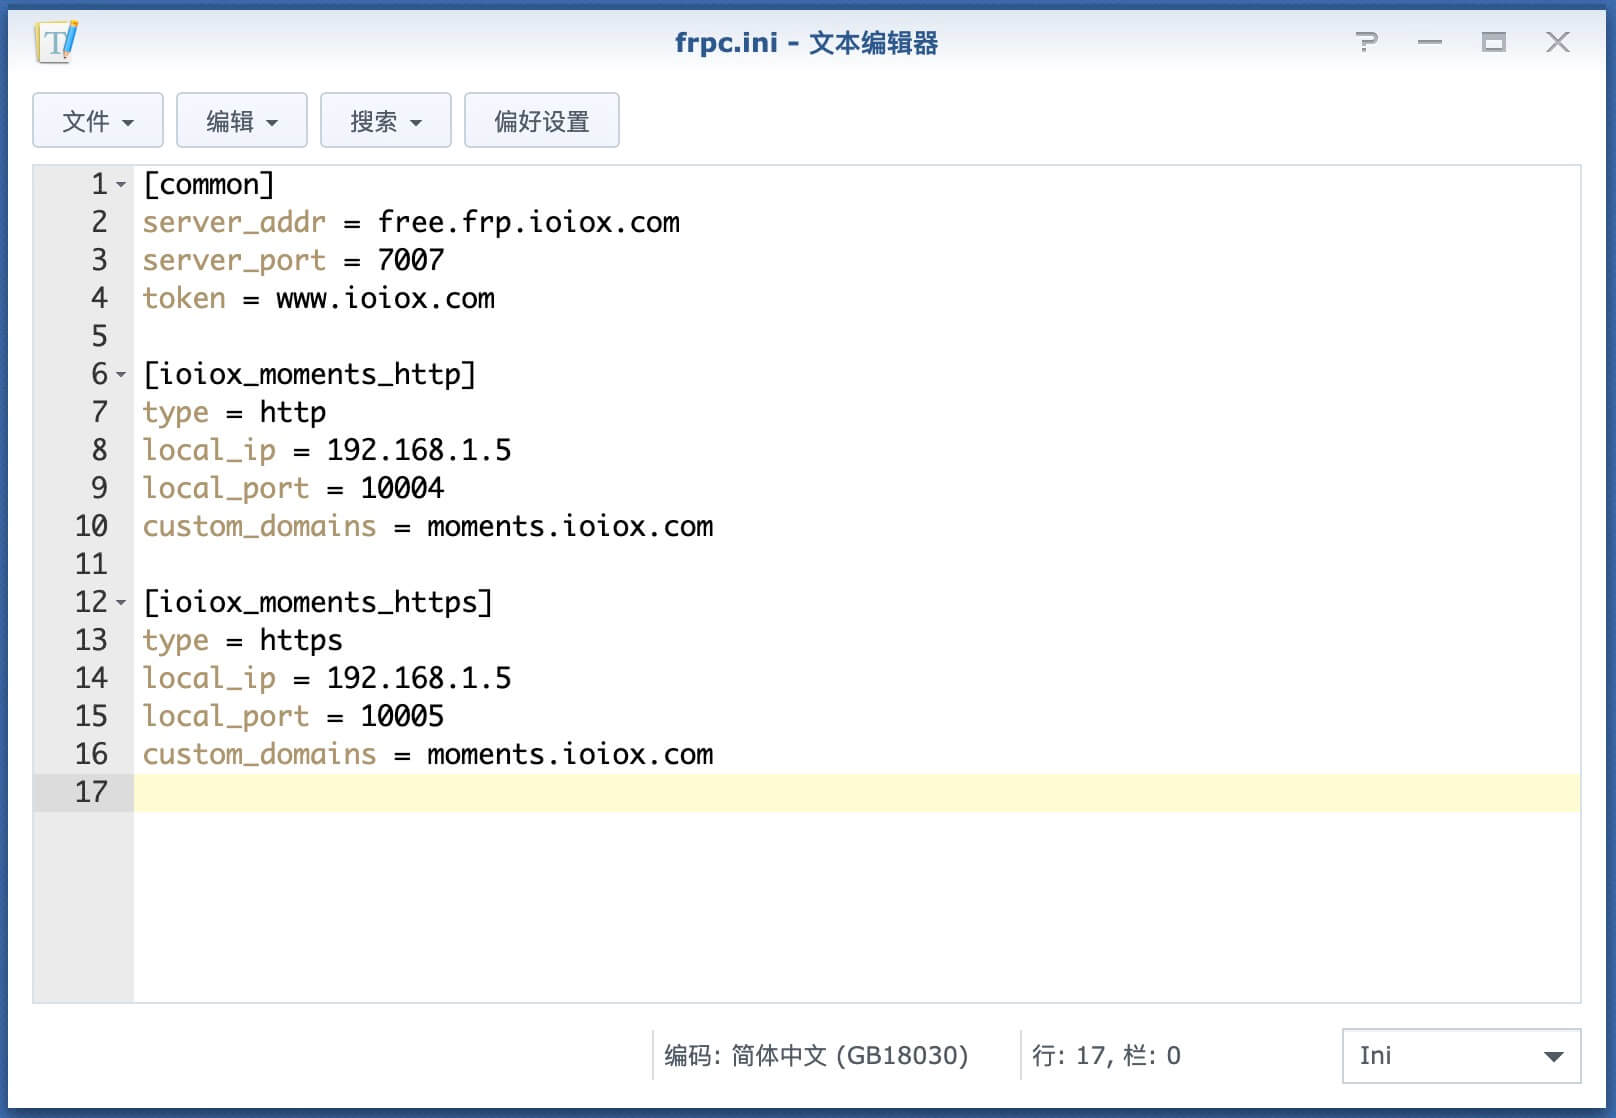 frpc.ini - 文本编辑器
文件 编辑 搜索 偏好设置
1 [common]
2 server_addr = free.frp.ioiox.com
3 server_port = 7007
4 token = www.ioiox.com
5
6 [ioiox_moments_http]
7 type = http
8 local_ip = 192.168.1.5
9 local_port = 10004
10 custom_domains = moments.ioiox.com
11
12 [ioiox_moments_https]
13 type = https
14 local_ip = 192.168.1.5
15 local_port = 10005
16 custom_domains = moments.ioiox.com
17
编码: 简体中文 (GB18030) 行: 17, 栏: 0 Ini